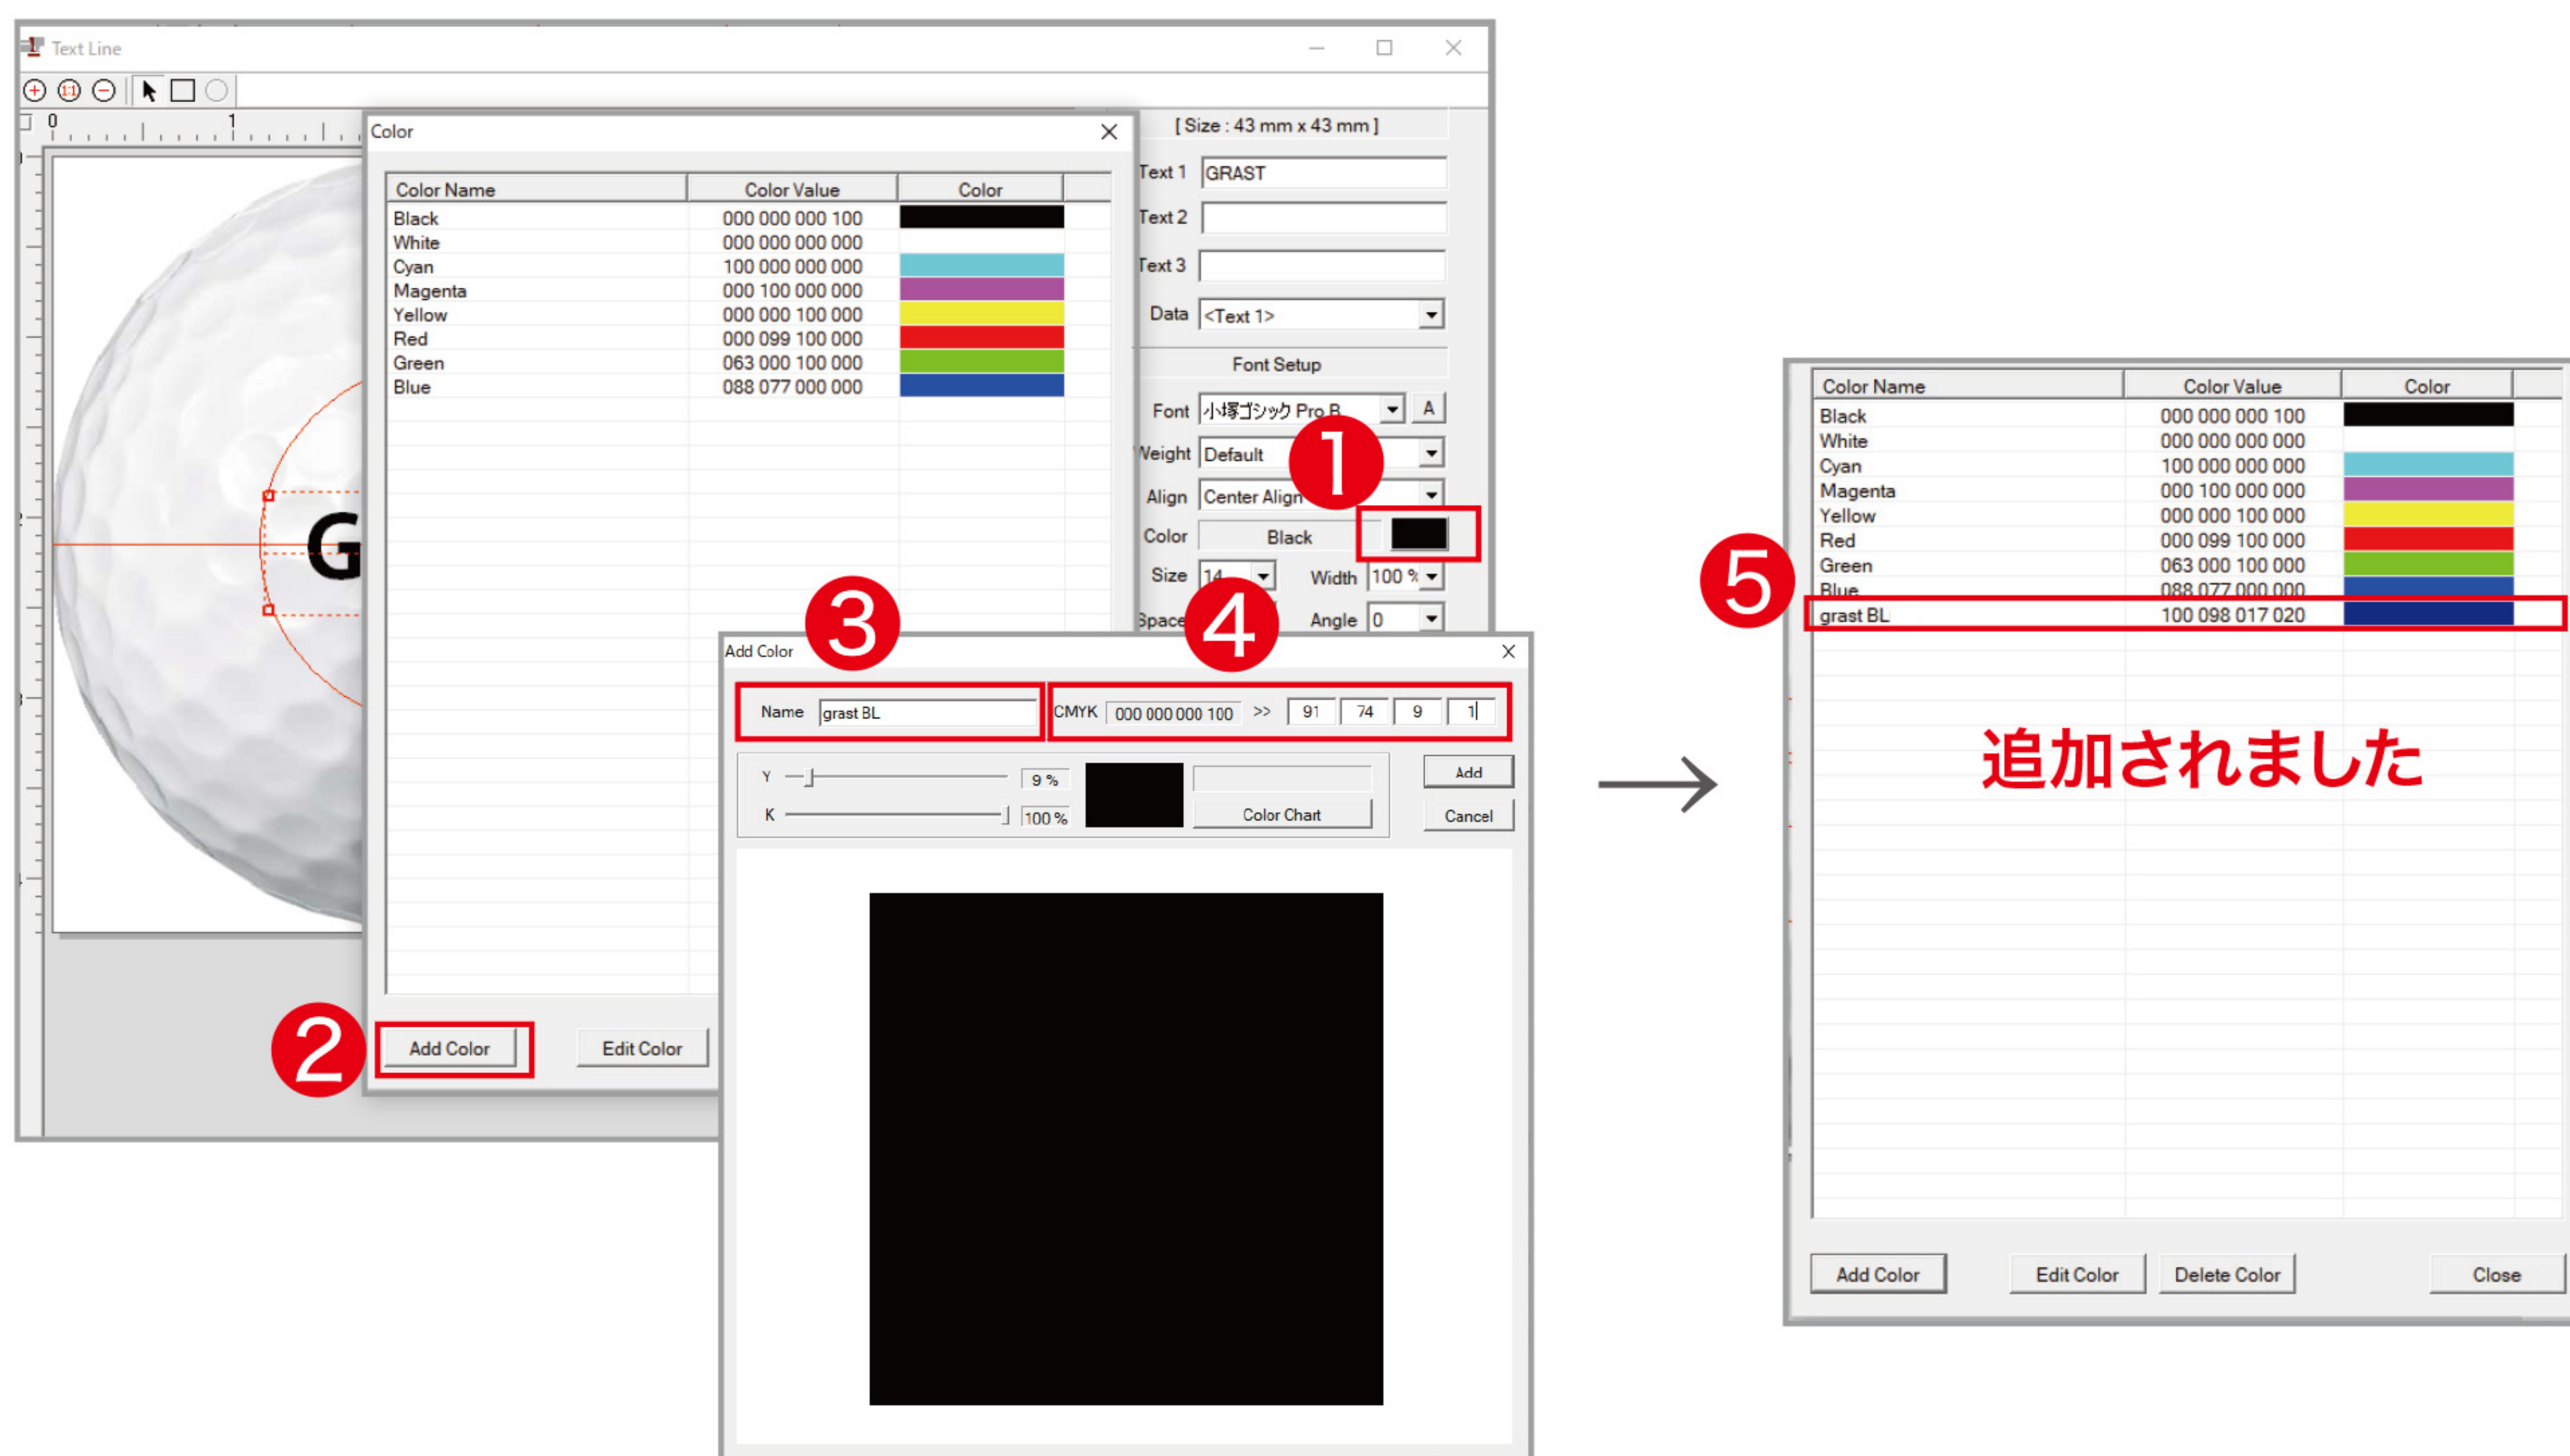 Text Line
0 1
[ Size : 43 mm x 43 mm ]
Text 1 GRAST
Text 2
Text 3
Data <Text 1>
Font Setup
Font 小塚ゴシック Pro B A
Weight Default
Align Center Align
Color Black
Size 14 Width 100 %
Space Angle 0
G
1
Color
Color Name Color Value Color
Black 000 000 000 100
White 000 000 000 000
Cyan 100 000 000 000
Magenta 000 100 000 000
Yellow 000 000 100 000
Red 000 099 100 000
Green 063 000 100 000
Blue 088 077 000 000
2
Add Color Edit Color
3
4
Add Color
Name grast BL CMYK 000 000 000 100 >> 91 74 9 1
Y 9 %
K 100 %
Color Chart
Add
Cancel
5
Color Name Color Value Color
Black 000 000 000 100
White 000 000 000 000
Cyan 100 000 000 000
Magenta 000 100 000 000
Yellow 000 000 100 000
Red 000 099 100 000
Green 063 000 100 000
Blue 088 077 000 000
grast BL 100 098 017 020
追加されました
Add Color Edit Color Delete Color Close